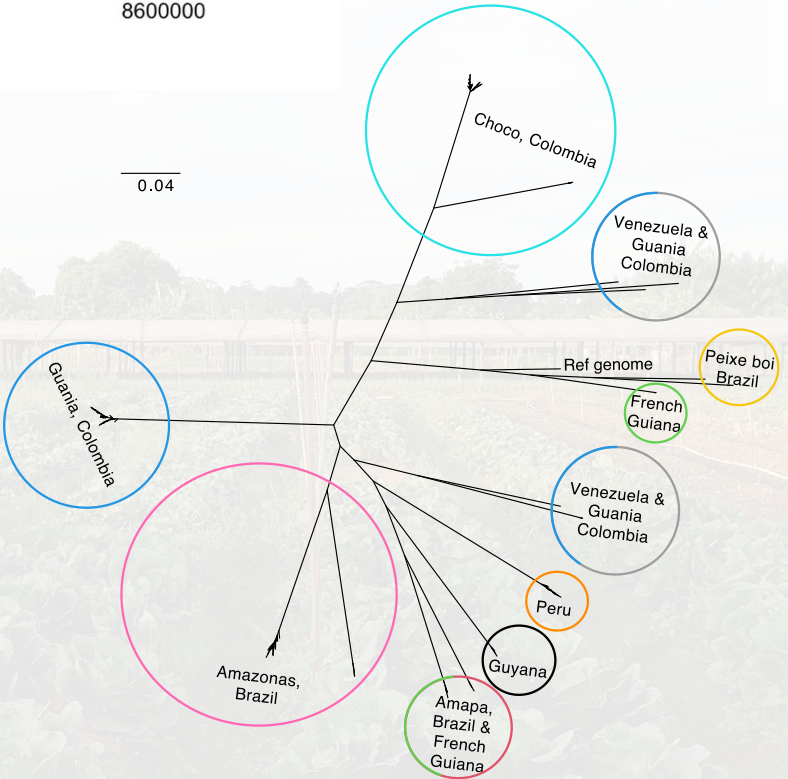 8600000
0.04
Choco, Colombia
Venezuela &
Guania
Colombia
Ref genome
Peixe boi
Brazil
French
Guiana
Guania, Colombia
Venezuela &
Guania
Colombia
Peru
Guyana
Amazonas,
Brazil
Amapa,
Brazil &
French
Guiana